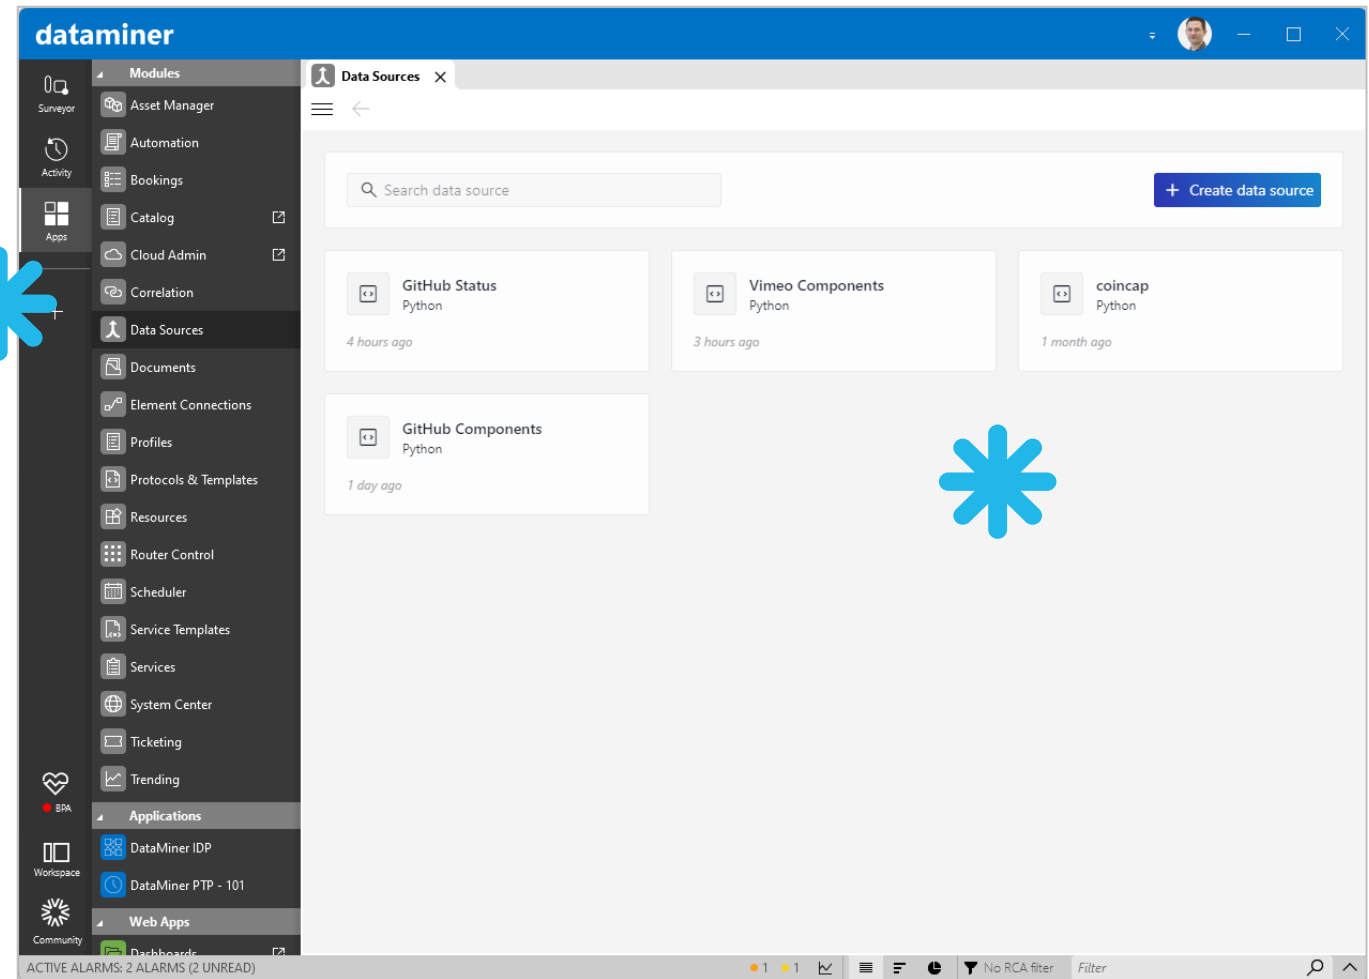 dataminer
Surveyor
Activity
Apps
BPA
Workspace
Community
Modules
Asset Manager
Automation
Bookings
Catalog
Cloud Admin
Correlation
Data Sources
Documents
Element Connections
Profiles
Protocols & Templates
Resources
Router Control
Scheduler
Service Templates
Services
System Center
Ticketing
Trending
Applications
DataMiner IDP
DataMiner PTP - 101
Web Apps
Dashboards
Data Sources
Search data source
+ Create data source
GitHub Status
Python
4 hours ago
Vimeo Components
Python
3 hours ago
coincap
Python
1 month ago
GitHub Components
Python
1 day ago
ACTIVE ALARMS: 2 ALARMS (2 UNREAD)
1 1 No RCA filter Filter